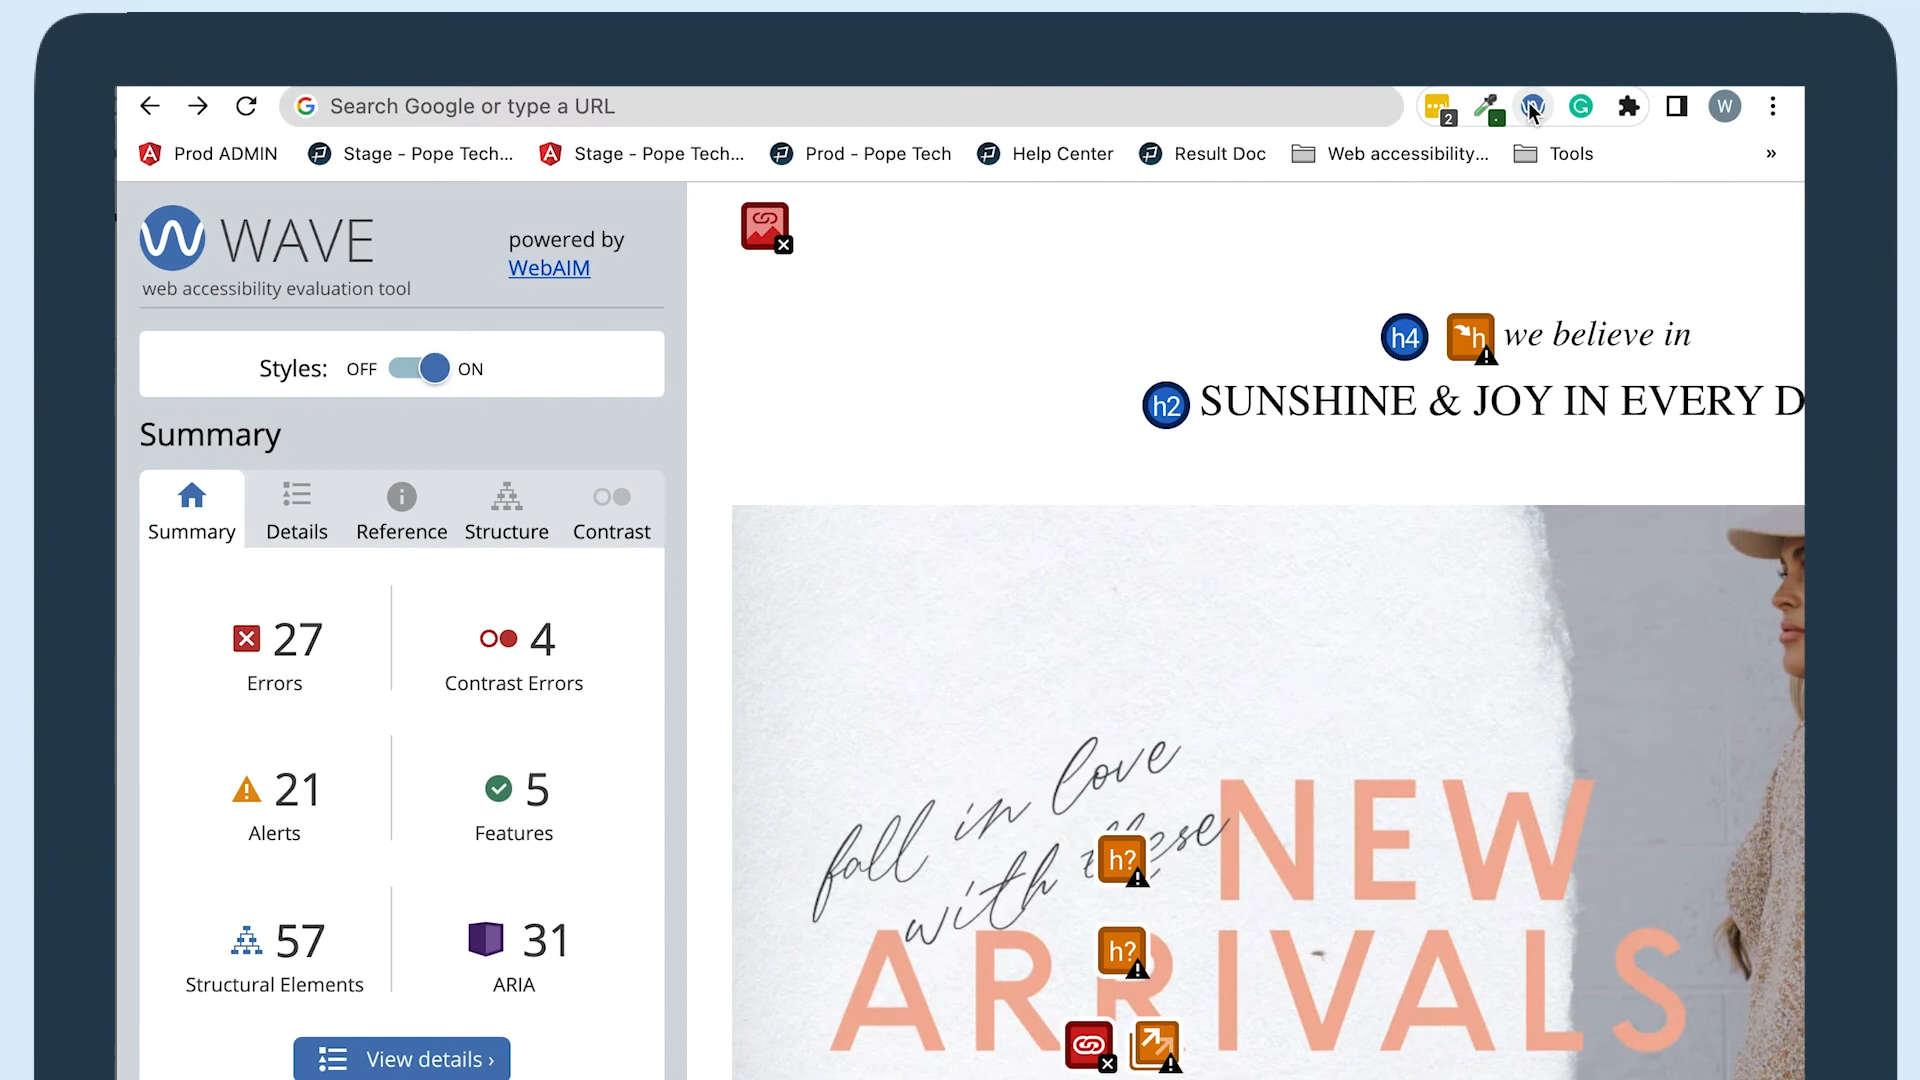 Search Google or type a URL
2
W
Prod ADMIN
Stage - Pope Tech...
Stage - Pope Tech...
Prod - Pope Tech
Help Center
Result Doc
Web accessibility...
Tools
»
WAVE
web accessibility evaluation tool
powered by
WebAIM
Styles: OFF ON
Summary
Summary
Details
Reference
Structure
Contrast
27
Errors
4
Contrast Errors
21
Alerts
5
Features
57
Structural Elements
31
ARIA
View details ›
h4
h
we believe in
h2
SUNSHINE & JOY IN EVERY D
fall in love
with these
NEW
ARRIVALS
h?
h?